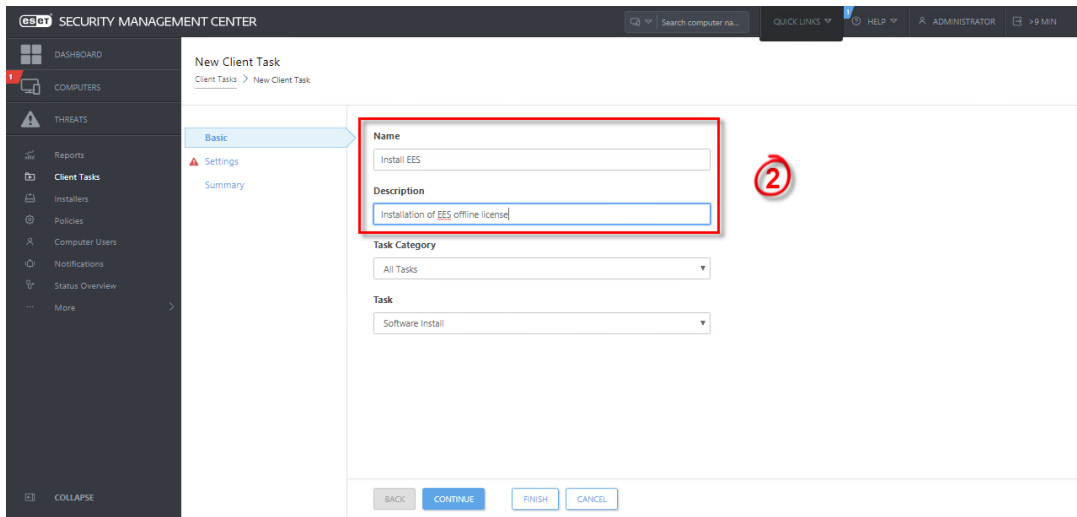 eset SECURITY MANAGEMENT CENTER
Search computer na...
QUICK LINKS
1
HELP
ADMINISTRATOR
>9 MIN
DASHBOARD
1
COMPUTERS
THREATS
Reports
Client Tasks
Installers
Policies
Computer Users
Notifications
Status Overview
More
COLLAPSE
New Client Task
Client Tasks > New Client Task
Basic
Settings
Summary
Name
Install EES
Description
Installation of EES offline license
2
Task Category
All Tasks
Task
Software Install
BACK
CONTINUE
FINISH
CANCEL